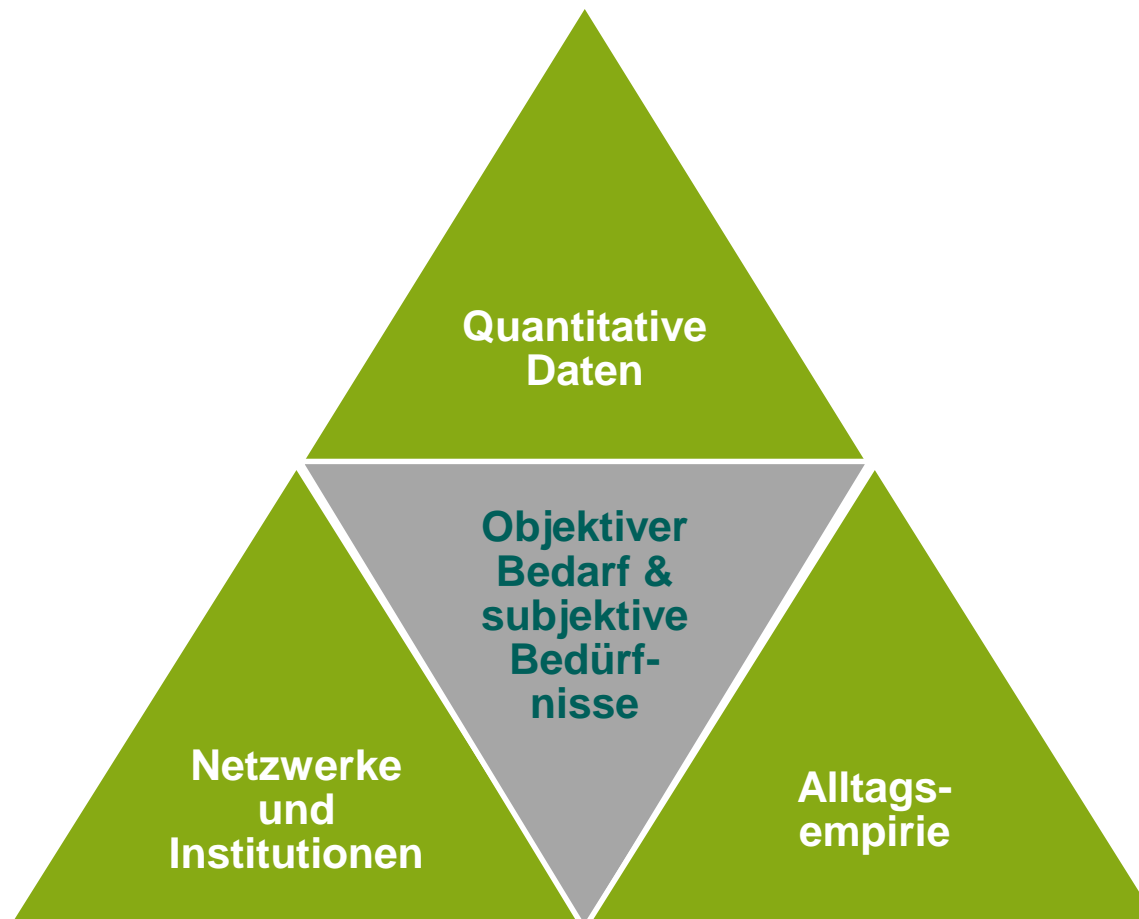 Quantitative
Daten
Objektiver
Bedarf &
subjektive
Bedürf-
nisse
Netzwerke
und
Institutionen
Alltags-
empirie